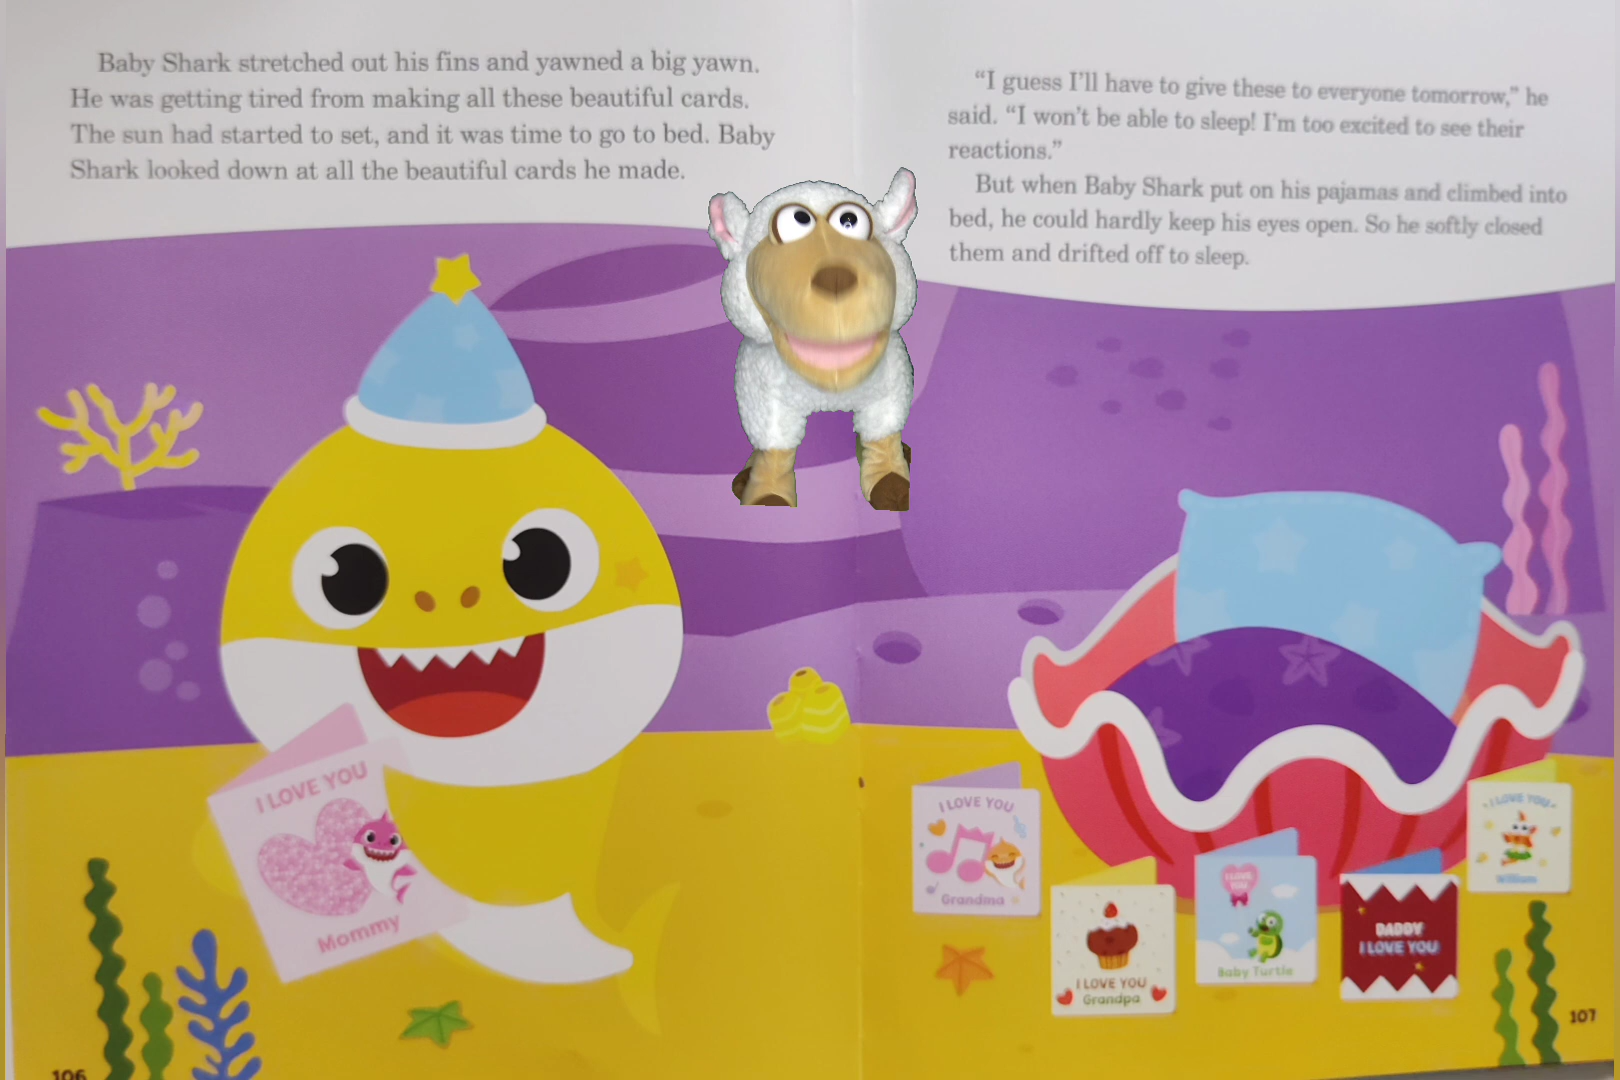 Baby Shark stretched out his fins and yawned a big yawn.
He was getting tired from making all these beautiful cards.
The sun had started to set, and it was time to go to bed. Baby
Shark looked down at all the beautiful cards he made.
“I guess I’ll have to give these to everyone tomorrow,” he
said. “I won’t be able to sleep! I’m too excited to see their
reactions.”
But when Baby Shark put on his pajamas and climbed into
bed, he could hardly keep his eyes open. So he softly closed
them and drifted off to sleep.
I LOVE YOU
Mommy
I LOVE YOU
Grandma
I LOVE YOU
Grandpa
I LOVE
YOU
Baby Turtle
DADDY
I LOVE YOU
I LOVE YOU
William
106
107